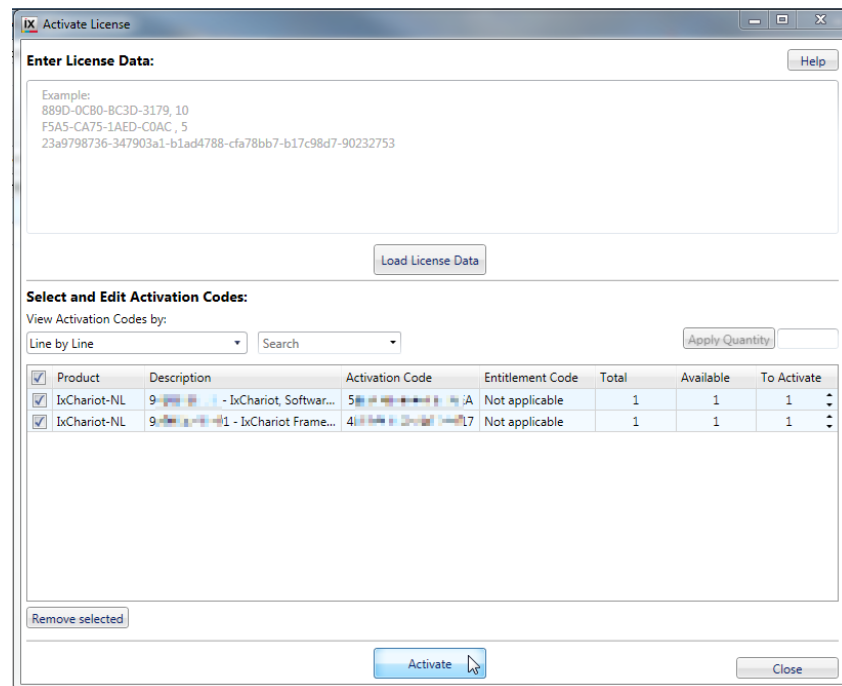 IX Activate License
Enter License Data:
Help
Example:
889D-0CB0-BC3D-3179, 10
F5A5-CA75-1AED-C0AC , 5
23a9798736-347903a1-b1ad4788-cfa78bb7-b17c98d7-90232753
Load License Data
Select and Edit Activation Codes:
View Activation Codes by:
Line by Line Search Apply Quantity
Product Description Activation Code Entitlement Code Total Available To Activate
IxChariot-NL - IxChariot, Softwar... Not applicable 1 1 1
IxChariot-NL - IxChariot Frame... Not applicable 1 1 1
Remove selected
Activate
Close